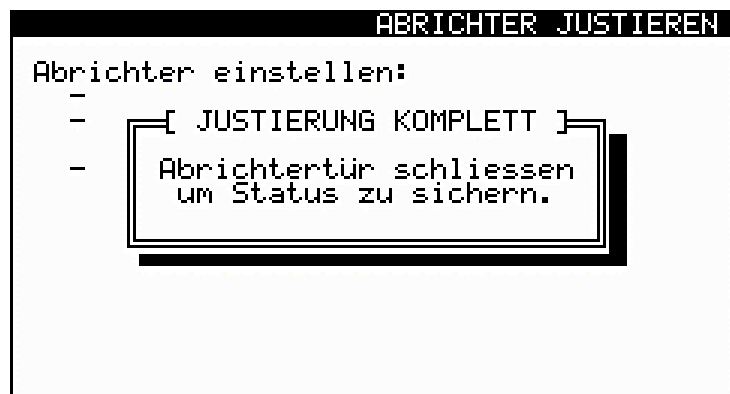 ABRICHTER JUSTIEREN
Abrichter einstellen:
-
-
[ JUSTIERUNG KOMPLETT ]
- Abrichtertür schliessen
um Status zu sichern.